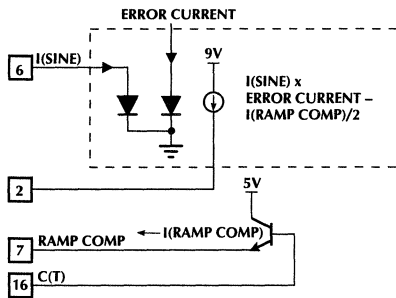 ERROR CURRENT
6 I(SINE)
9V
I(SINE) x
ERROR CURRENT –
I(RAMP COMP)/2
2
5V
I(RAMP COMP)
7 RAMP COMP
16 C(T)